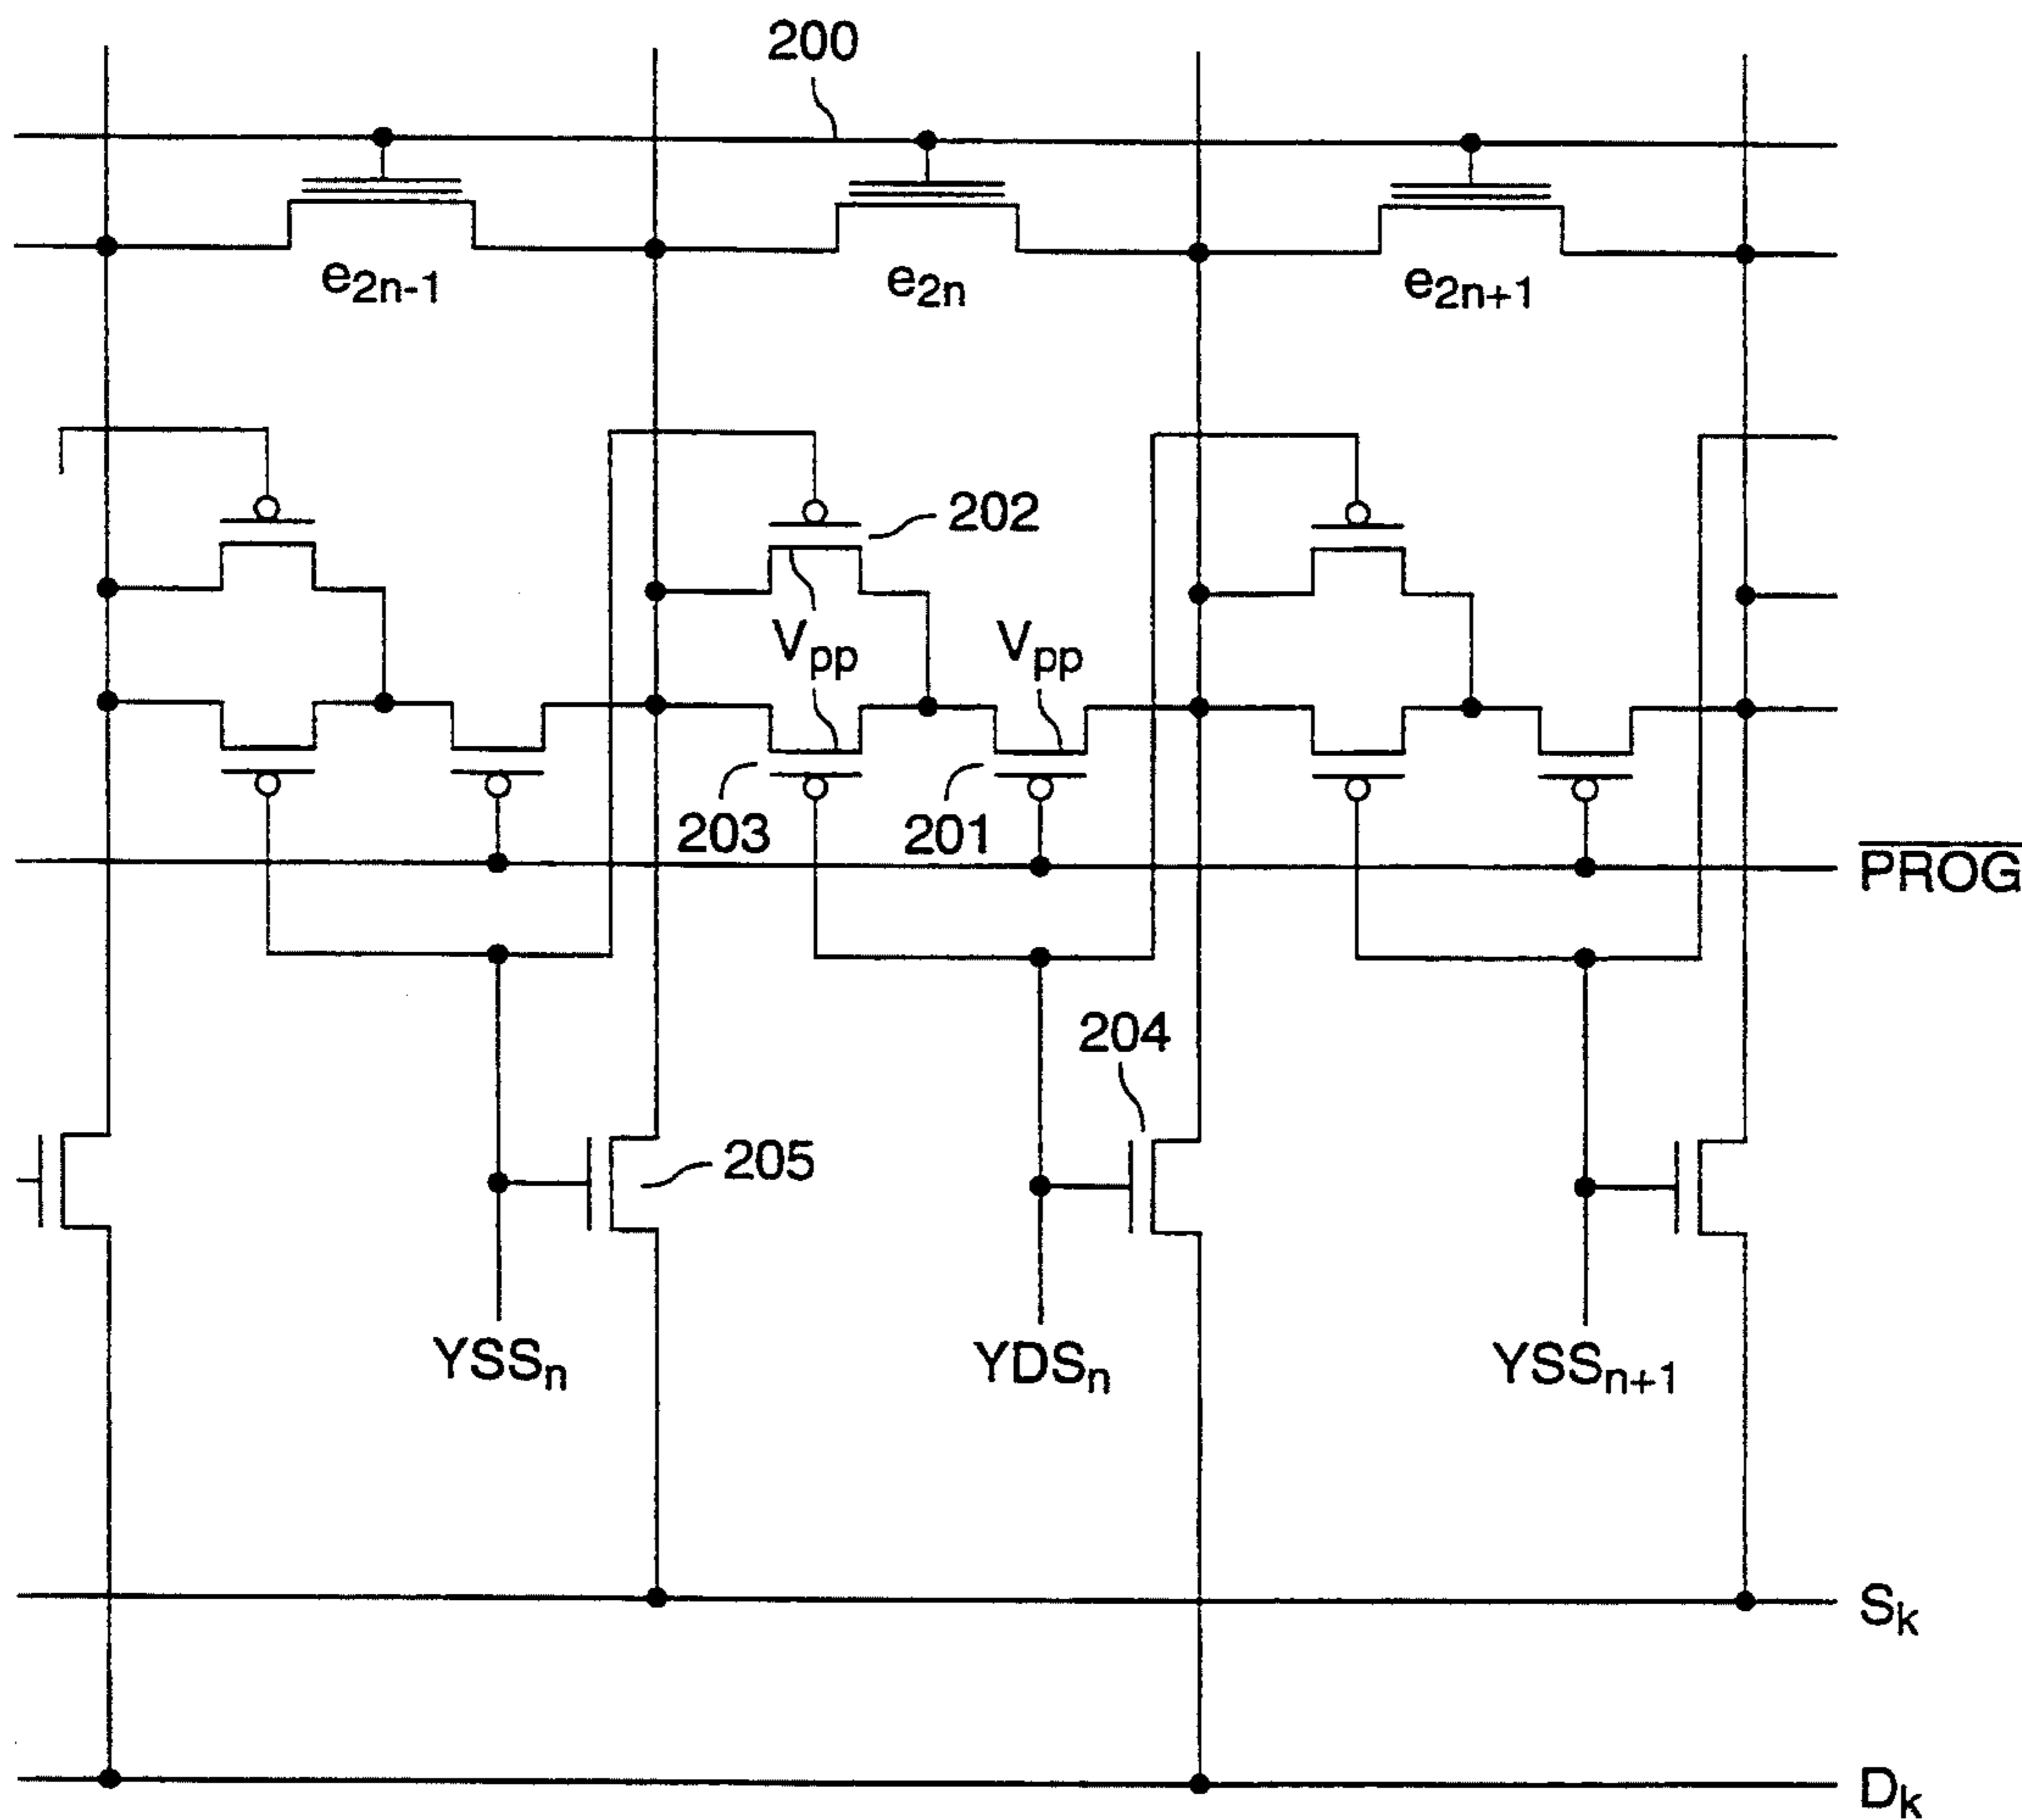 200
e2n-1 e2n e2n+1
202
Vpp Vpp
203 201
PROG
204
205
YSSn YDSn YSSn+1
Sk
Dk